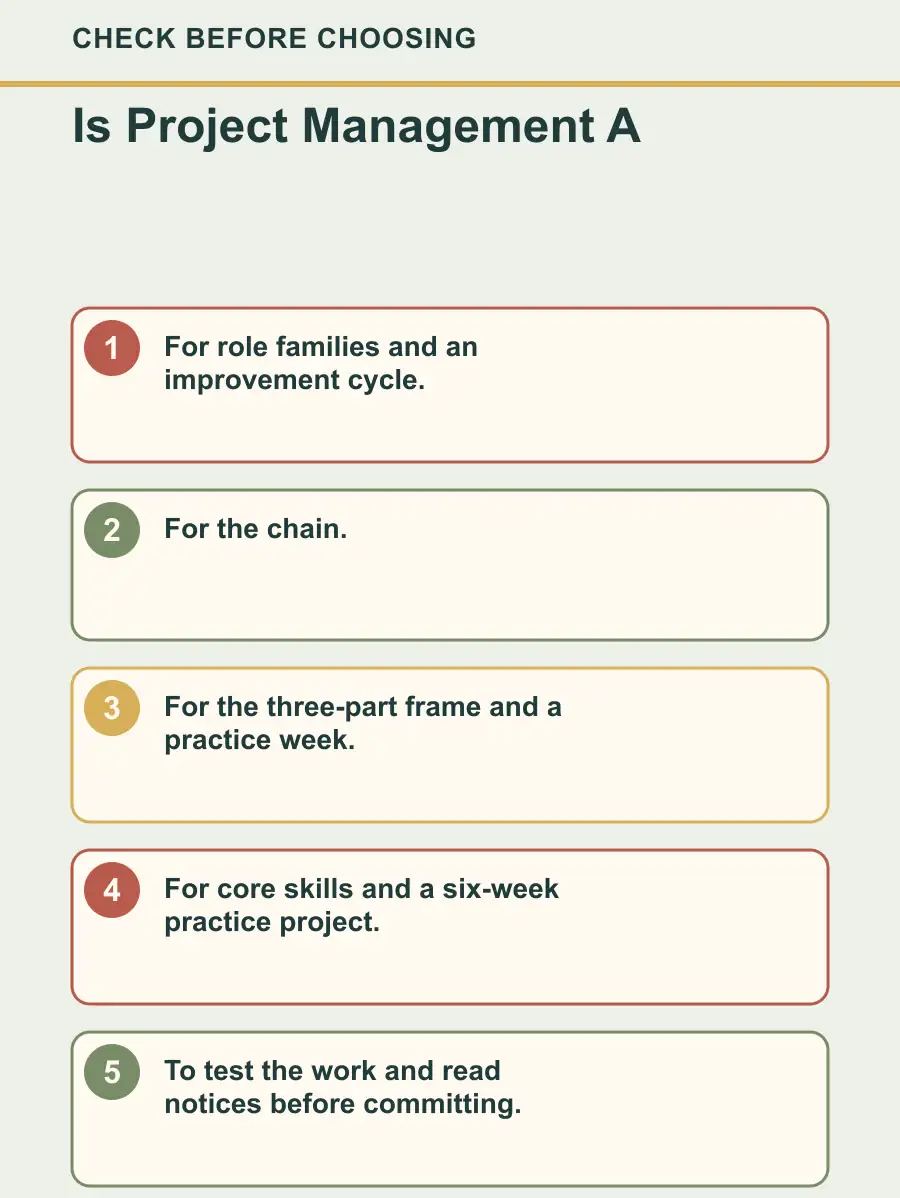 CHECK BEFORE CHOOSING
Is Project Management A
1
For role families and an
improvement cycle.
2
For the chain.
3
For the three-part frame and a
practice week.
4
For core skills and a six-week
practice project.
5
To test the work and read
notices before committing.